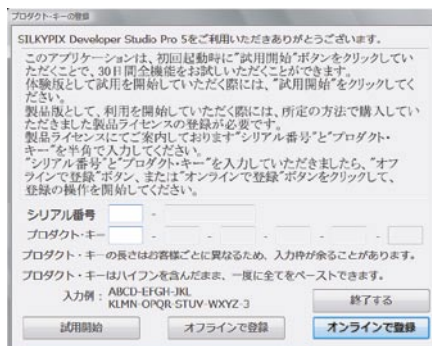 プロダクト・キーの登録
SILKYPIX Developer Studio Pro 5をご利用いただきありがとうございます。
このアプリケーションは、初回起動時に"試用開始"ボタンをクリックしてい
ただくことで、30日間全機能をお試しいただくことができます。
体験版として試用を開始していただく際には、"試用開始"をクリックしてく
ださい。
製品版として、利用を開始していただく際には、所定の方法で購入してい
ただきました製品ライセンスの登録が必要です。
製品ライセンスにてご案内しております"シリアル番号"と"プロダクト・
キー"を半角で入力してください。
"シリアル番号"と"プロダクト・キー"を入力していただきましたら、"オフ
ラインで登録"ボタン、または"オンラインで登録"ボタンをクリックして、
登録の操作を開始してください。
シリアル番号 -
プロダクト・キー - - - - -
プロダクト・キーの長さはお客様ごとに異なるため、入力枠が余ることがあります。
プロダクト・キーはハイフンを含んだまま、一度に全てをペーストできます。
入力例： ABCD-EFGH-JKL
KLMN-OPQR-STUV-WXYZ-3
終了する
試用開始 オフラインで登録 オンラインで登録